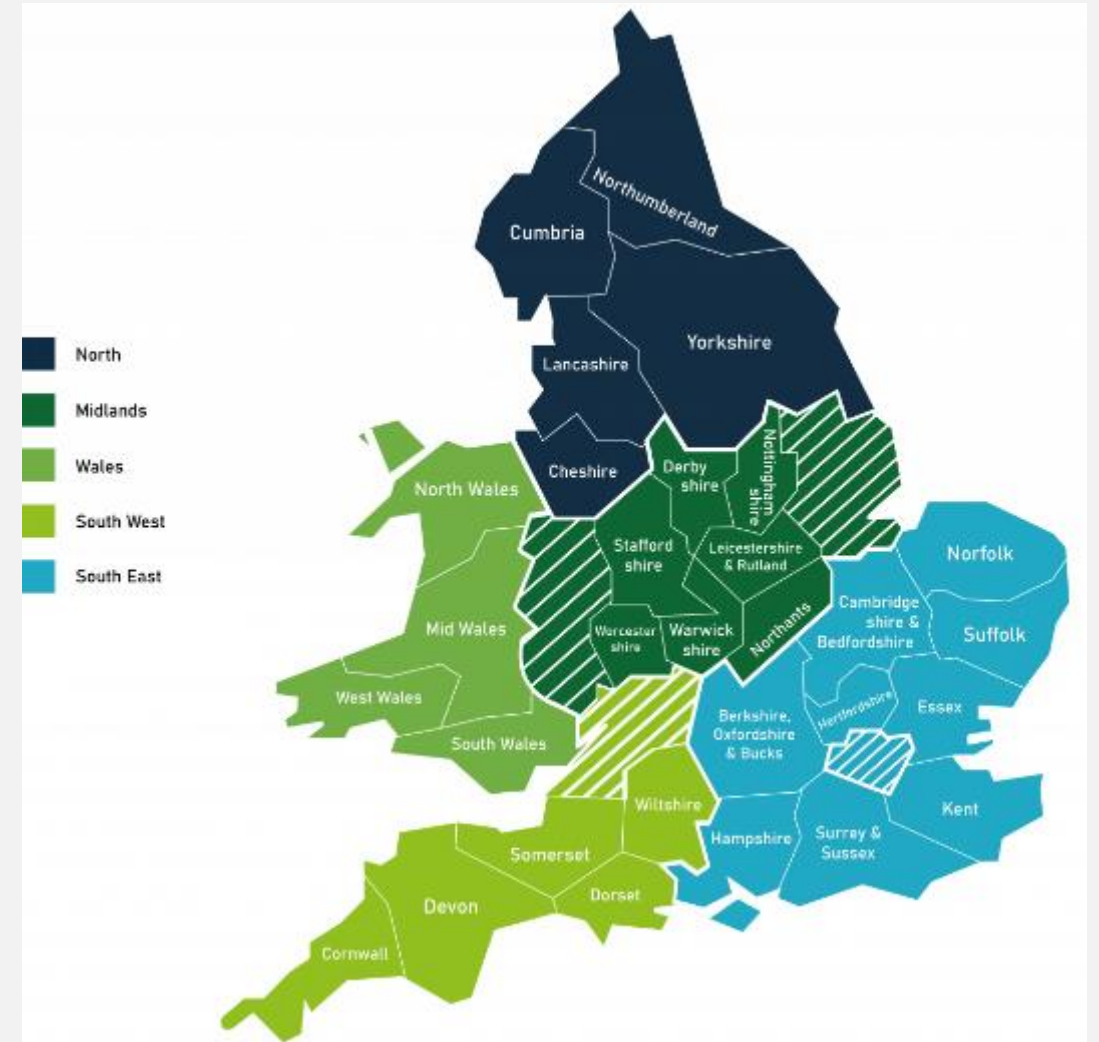 North
Midlands
Wales
South West
South East
Northumberland
Cumbria
Yorkshire
Lancashire
Cheshire
Derby
shire
Nottingham
shire
North Wales
Stafford
shire
Leicestershire
& Rutland
Norfolk
Mid Wales
Worcester
shire
Warwick
shire
Northants
Cambridge
shire &
Bedfordshire
Suffolk
West Wales
South Wales
Berkshire,
Oxfordshire
& Bucks
Hertfordshire
Essex
Wiltshire
Hampshire
Surrey &
Sussex
Kent
Somerset
Dorset
Devon
Cornwall